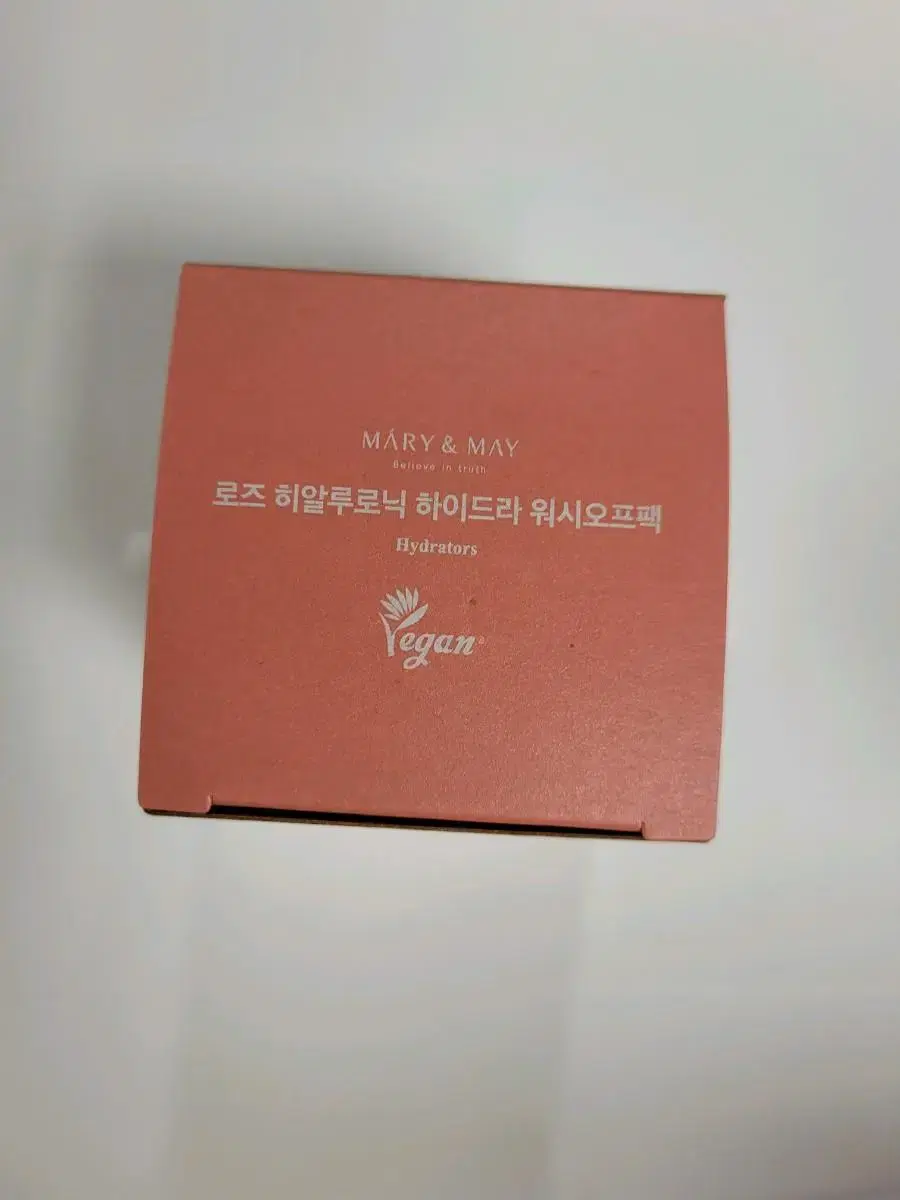 MÁRY & MAY
Believe in truth
로즈 히알루로닉 하이드라 워시오프팩
Hydrators
Vegan